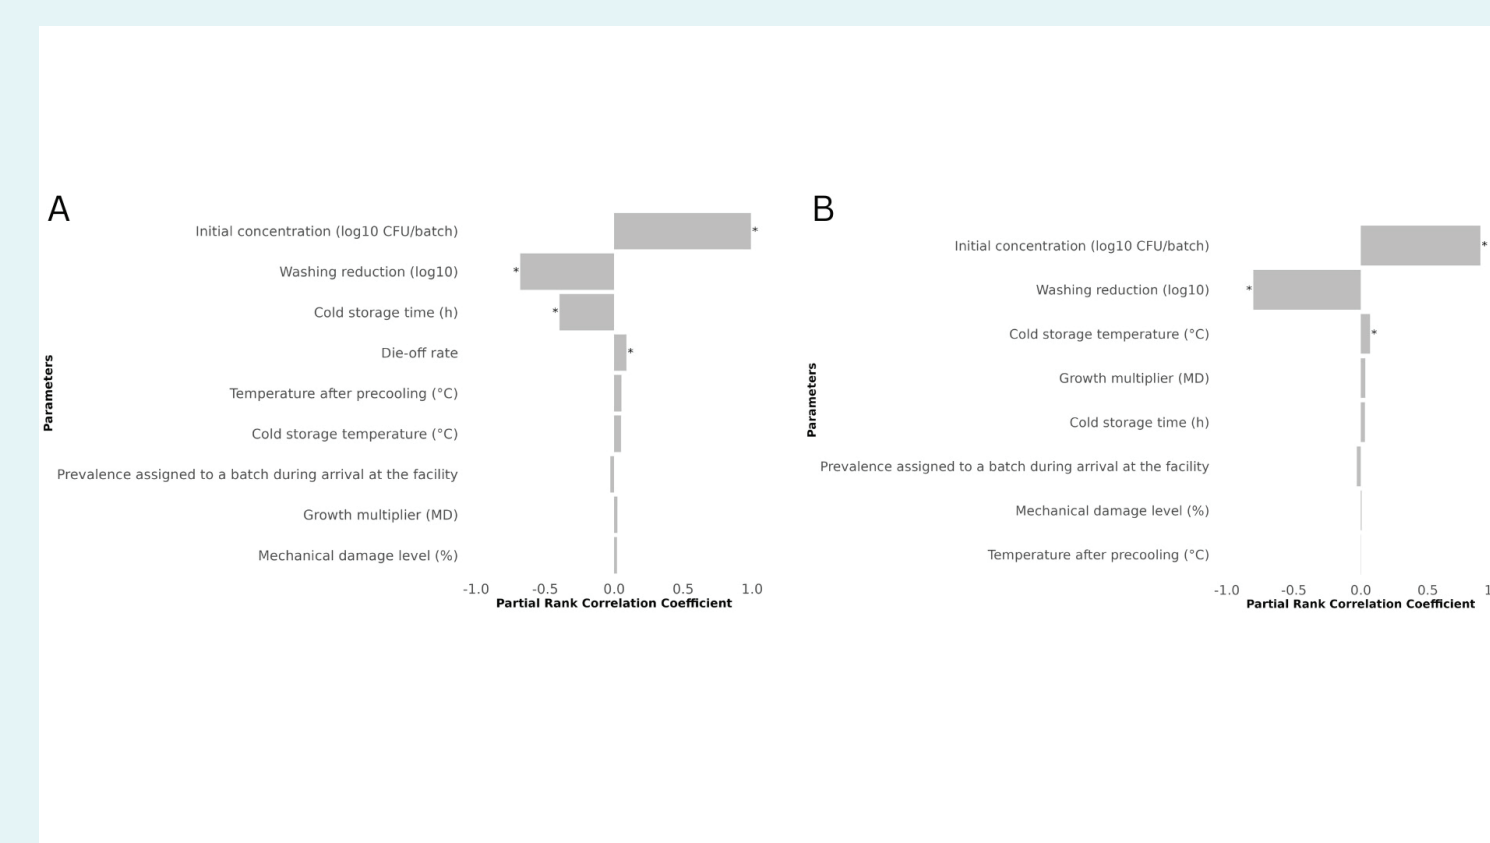 A
Initial concentration (log10 CFU/batch)
*
Washing reduction (log10)
*
Cold storage time (h)
*
Die-off rate
*
Temperature after precooling (°C)
Cold storage temperature (°C)
Prevalence assigned to a batch during arrival at the facility
Growth multiplier (MD)
Mechanical damage level (%)
Parameters
-1.0 -0.5 0.0 0.5 1.0
Partial Rank Correlation Coefficient
B
Initial concentration (log10 CFU/batch)
*
Washing reduction (log10)
*
Cold storage temperature (°C)
*
Growth multiplier (MD)
Cold storage time (h)
Prevalence assigned to a batch during arrival at the facility
Mechanical damage level (%)
Temperature after precooling (°C)
Parameters
-1.0 -0.5 0.0 0.5
Partial Rank Correlation Coefficient